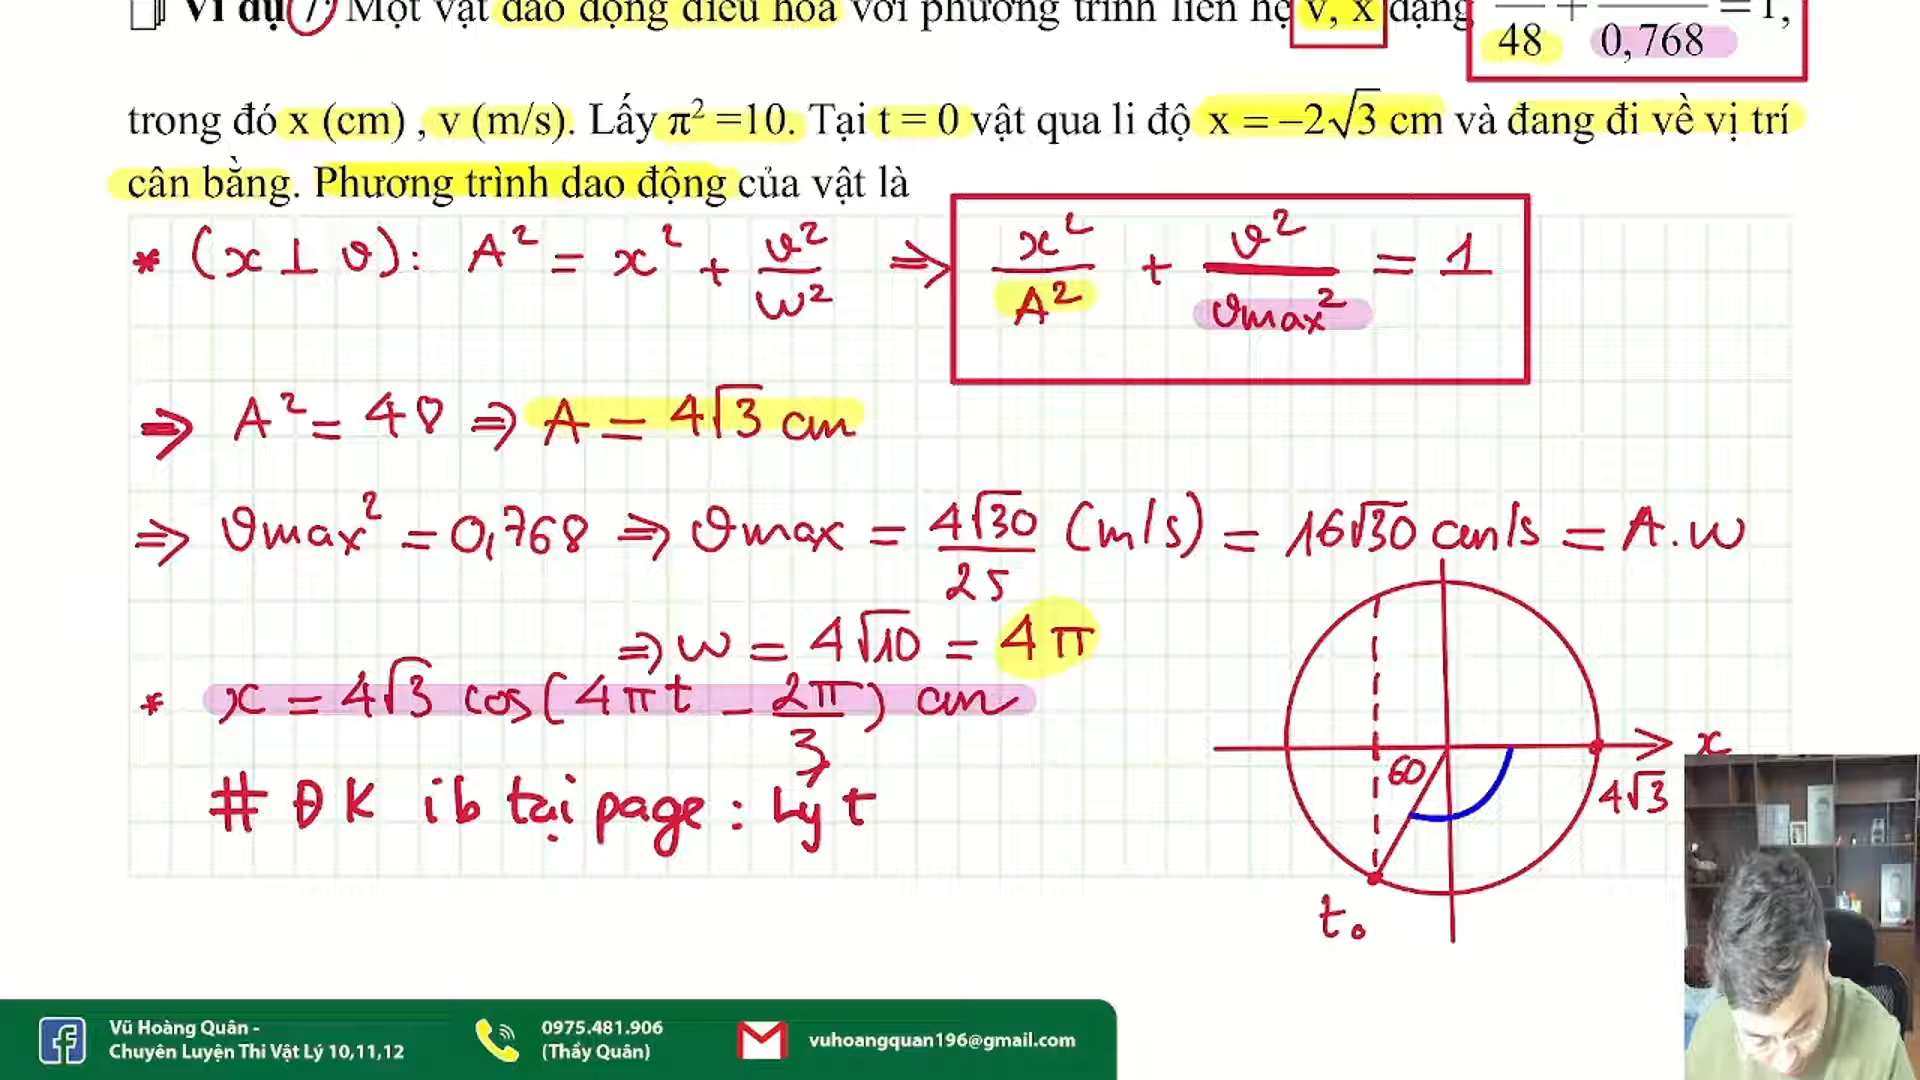 Ví dụ 7: Một vật dao động điều hòa với phương trình liên hệ v, x dạng — + — = 1,
48 0,768
trong đó x (cm) , v (m/s). Lấy π² =10. Tại t = 0 vật qua li độ x = −2√3 cm và đang đi về vị trí
cân bằng. Phương trình dao động của vật là
* (x ⊥ v): A² = x² + v²/ω² ⇒ x²/A² + v²/vmax² = 1
⇒ A² = 48 ⇒ A = 4√3 cm
⇒ vmax² = 0,768 ⇒ vmax = 4√30/25 (m/s) = 16√30 cm/s = A.ω
⇒ ω = 4√10 = 4π
* x = 4√3 cos(4πt − 2π/3) cm
# ĐK ib tại page: Lý t
60
x
4√3
t₀
Vũ Hoàng Quân -
Chuyên Luyện Thi Vật Lý 10,11,12
0975.481.906
(Thầy Quân)
vuhoangquan196@gmail.com